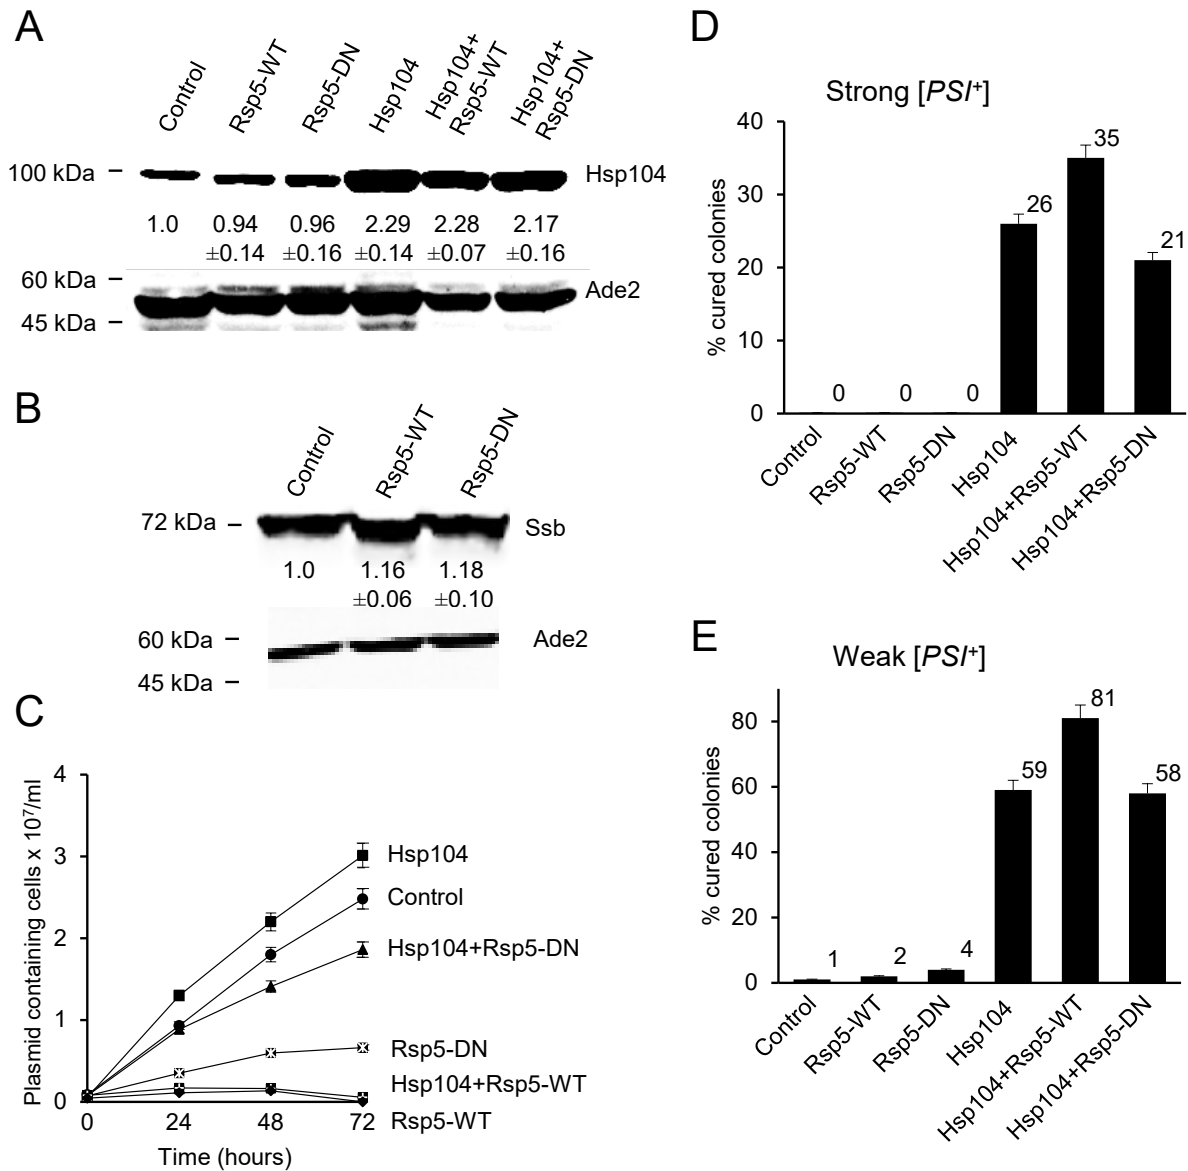 A
Control
Rsp5-WT
Rsp5-DN
Hsp104
Hsp104+
Rsp5-WT
Hsp104+
Rsp5-DN
100 kDa
Hsp104
1.0
0.94
±0.14
0.96
±0.16
2.29
±0.14
2.28
±0.07
2.17
±0.16
60 kDa
Ade2
45 kDa
B
Control
Rsp5-WT
Rsp5-DN
72 kDa
Ssb
1.0
1.16
±0.06
1.18
±0.10
60 kDa
Ade2
45 kDa
C
Plasmid containing cells x 10⁷/ml
4
3
2
1
0
Hsp104
Control
Hsp104+Rsp5-DN
Rsp5-DN
Hsp104+Rsp5-WT
Rsp5-WT
0
24
48
72
Time (hours)
D
Strong [PSI⁺]
% cured colonies
40
30
20
10
0
0
0
0
26
35
21
Control
Rsp5-WT
Rsp5-DN
Hsp104
Hsp104+Rsp5-WT
Hsp104+Rsp5-DN
E
Weak [PSI⁺]
% cured colonies
80
60
40
20
0
1
2
4
59
81
58
Control
Rsp5-WT
Rsp5-DN
Hsp104
Hsp104+Rsp5-WT
Hsp104+Rsp5-DN